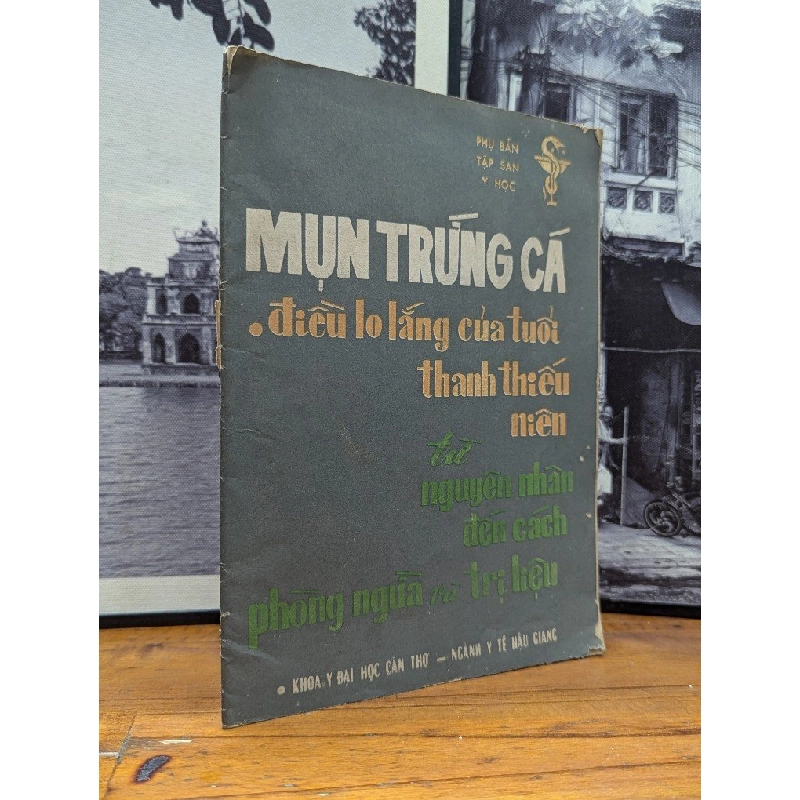 PHỤ BẢN
TẬP SAN
Y HỌC
MỤN TRỨNG CÁ
. điều lo lắng của tuổi
thanh thiếu
niên
từ
nguyên nhân
đến cách
phòng ngừa và trị liệu
• KHOA Y ĐẠI HỌC CẦN THƠ – NGÀNH Y TẾ HẬU GIANG